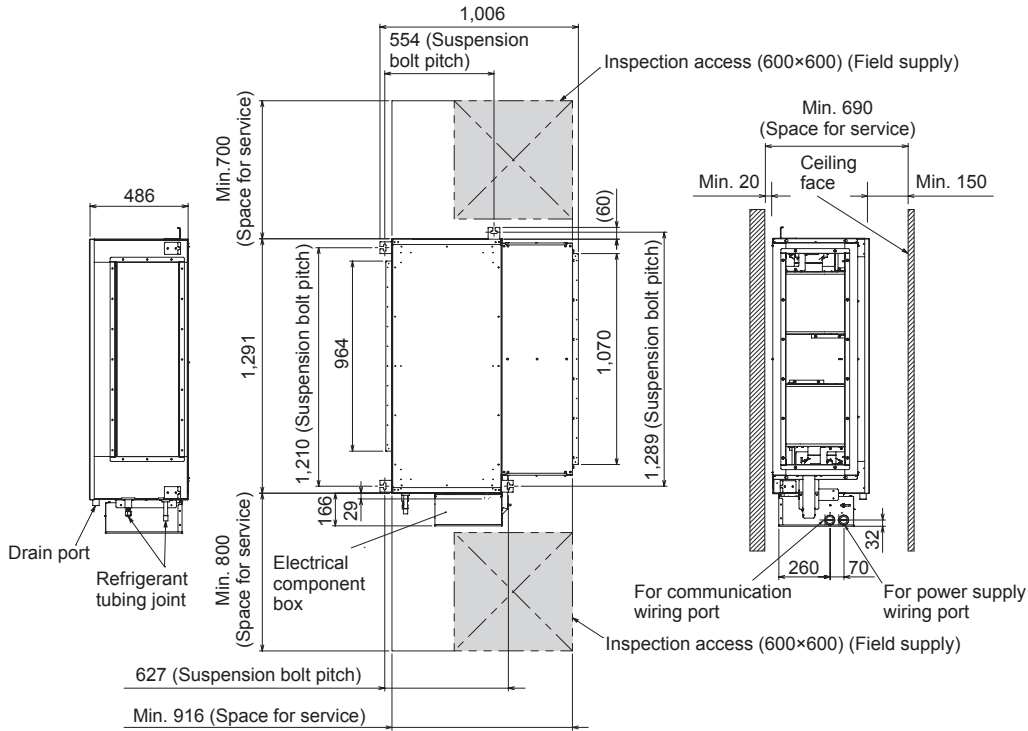 1,006
554 (Suspension
bolt pitch)
Inspection access (600×600) (Field supply)
Min. 690
(Space for service)
Ceiling
face
Min. 20
Min. 150
Min.700
(Space for service)
(60)
486
1,291
1,210 (Suspension bolt pitch)
964
1,070
1,289 (Suspension bolt pitch)
166
29
32
260
70
Drain port
Refrigerant
tubing joint
Min. 800
(Space for service)
Electrical
component
box
For communication
wiring port
For power supply
wiring port
Inspection access (600×600) (Field supply)
627 (Suspension bolt pitch)
Min. 916 (Space for service)